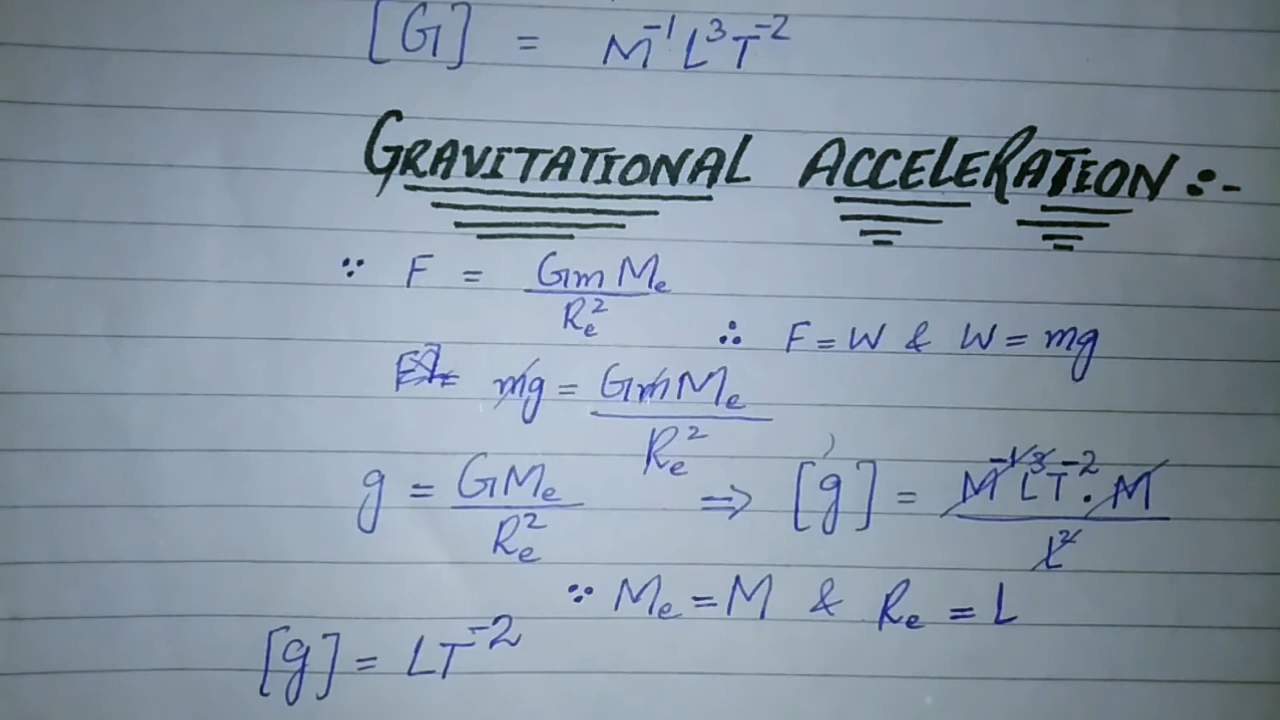 [G] = M⁻¹L³T⁻²
GRAVITATIONAL ACCELERATION :-
∵ F = GmMₑ / Rₑ²
∴ F = W & W = mg
mg = GmMₑ / Rₑ²
g = GMₑ / Rₑ² ⇒ [g] = M⁻¹L³T⁻² . M / L²
∵ Mₑ = M & Rₑ = L
[g] = LT⁻²